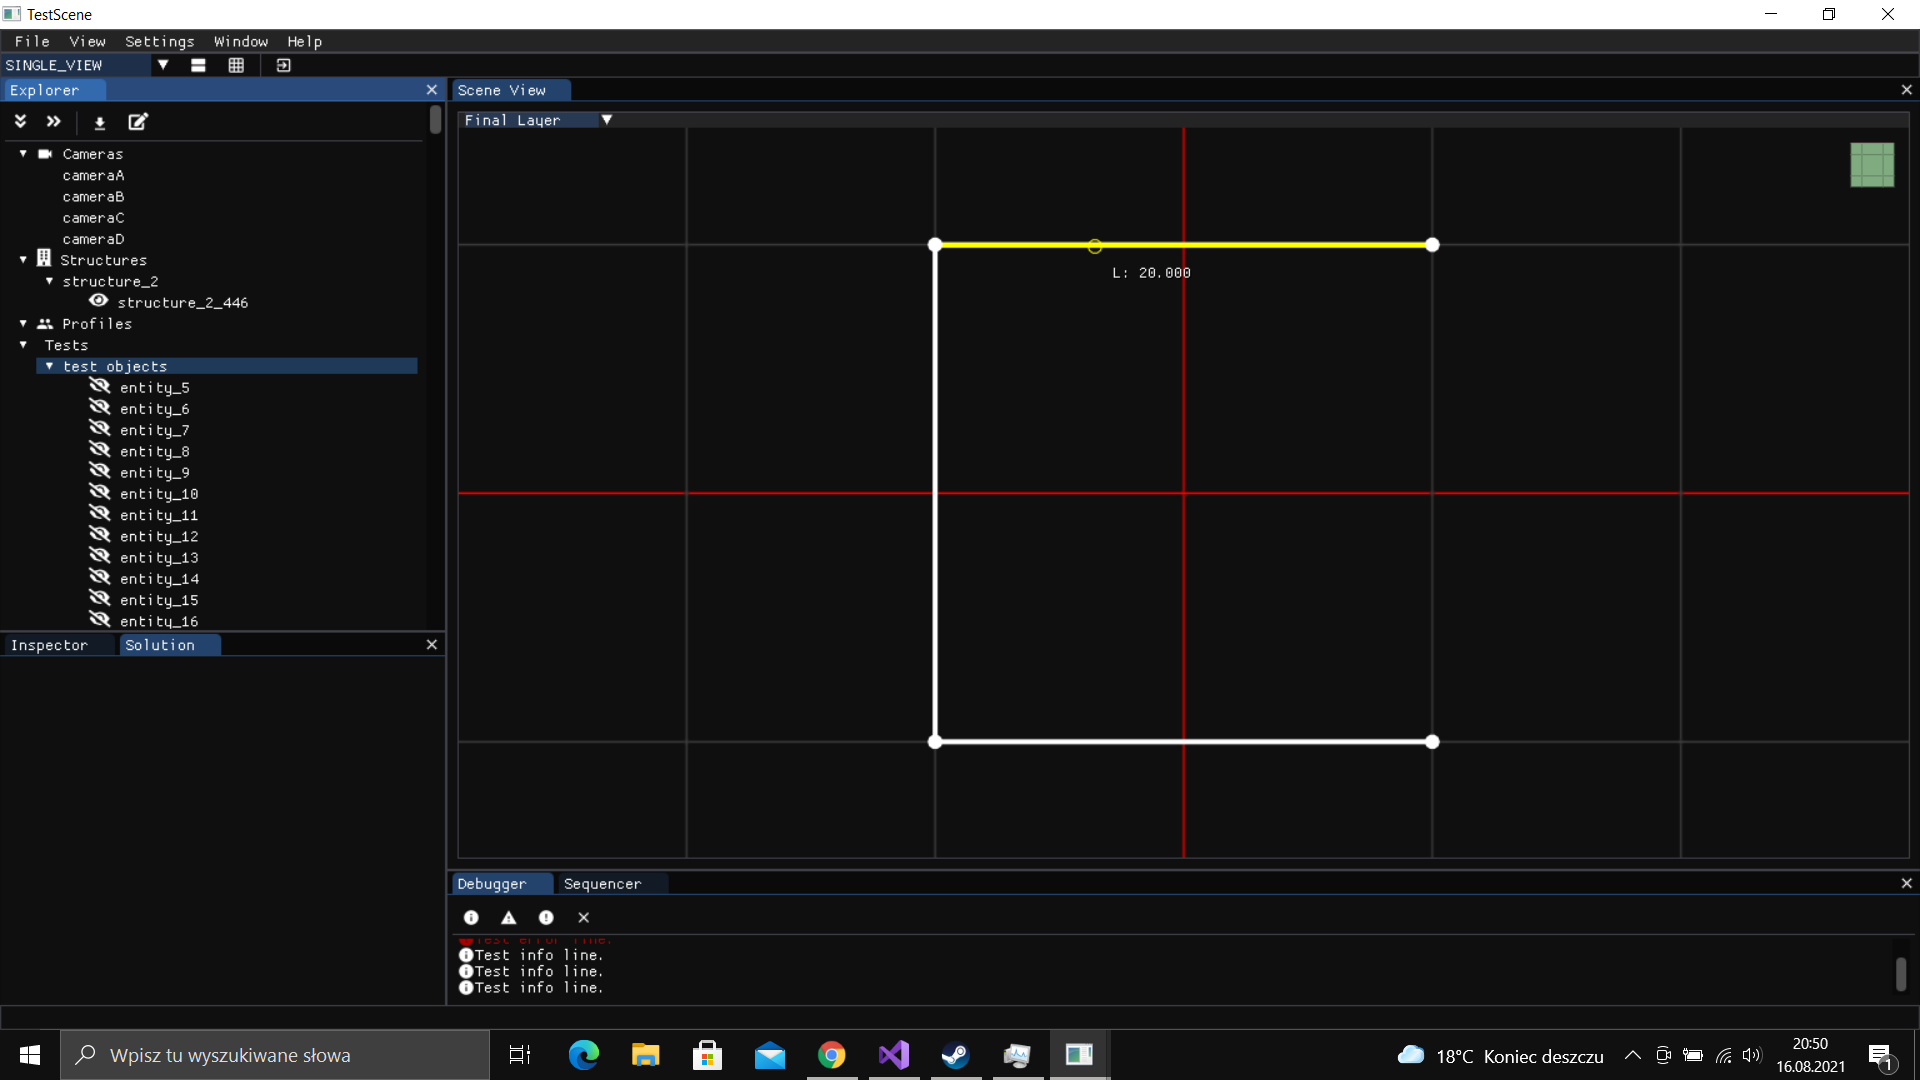 TestScene
File View Settings Window Help
SINGLE_VIEW
Explorer
Cameras
cameraA
cameraB
cameraC
cameraD
Structures
structure_2
structure_2_446
Profiles
Tests
test objects
entity_5
entity_6
entity_7
entity_8
entity_9
entity_10
entity_11
entity_12
entity_13
entity_14
entity_15
entity_16
Inspector Solution
Scene View
Final Layer
L: 20.000
Debugger Sequencer
Test error line.
Test info line.
Test info line.
Test info line.
Wpisz tu wyszukiwane słowa
18°C Koniec deszczu
20:50
16.08.2021
1